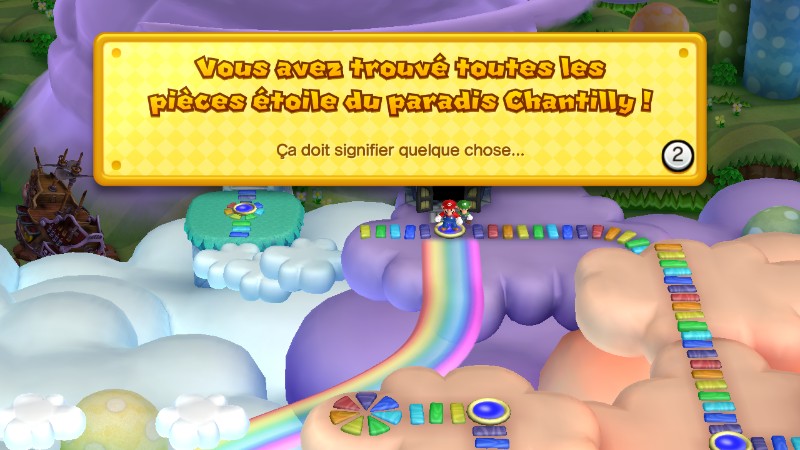 Vous avez trouvé toutes les
pièces étoile du paradis Chantilly !
Ça doit signifier quelque chose...
2